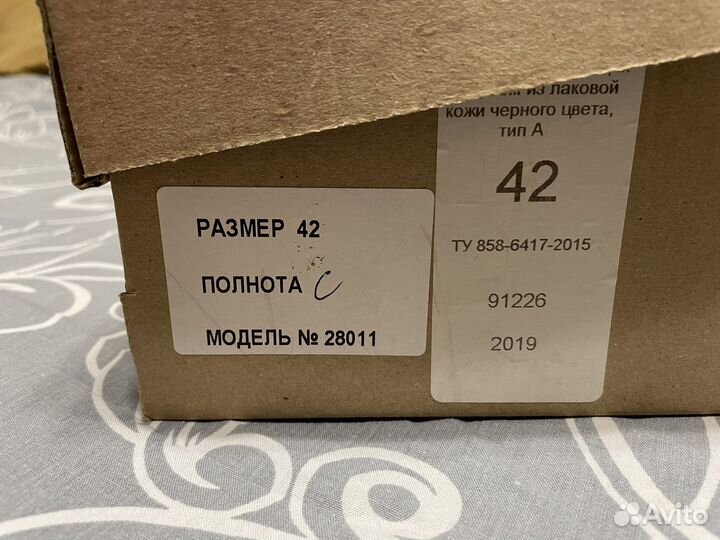 РАЗМЕР 42
ПОЛНОТА С
МОДЕЛЬ № 28011
из лаковой
кожи черного цвета,
тип А
42
ТУ 858-6417-2015
91226
2019
Avito